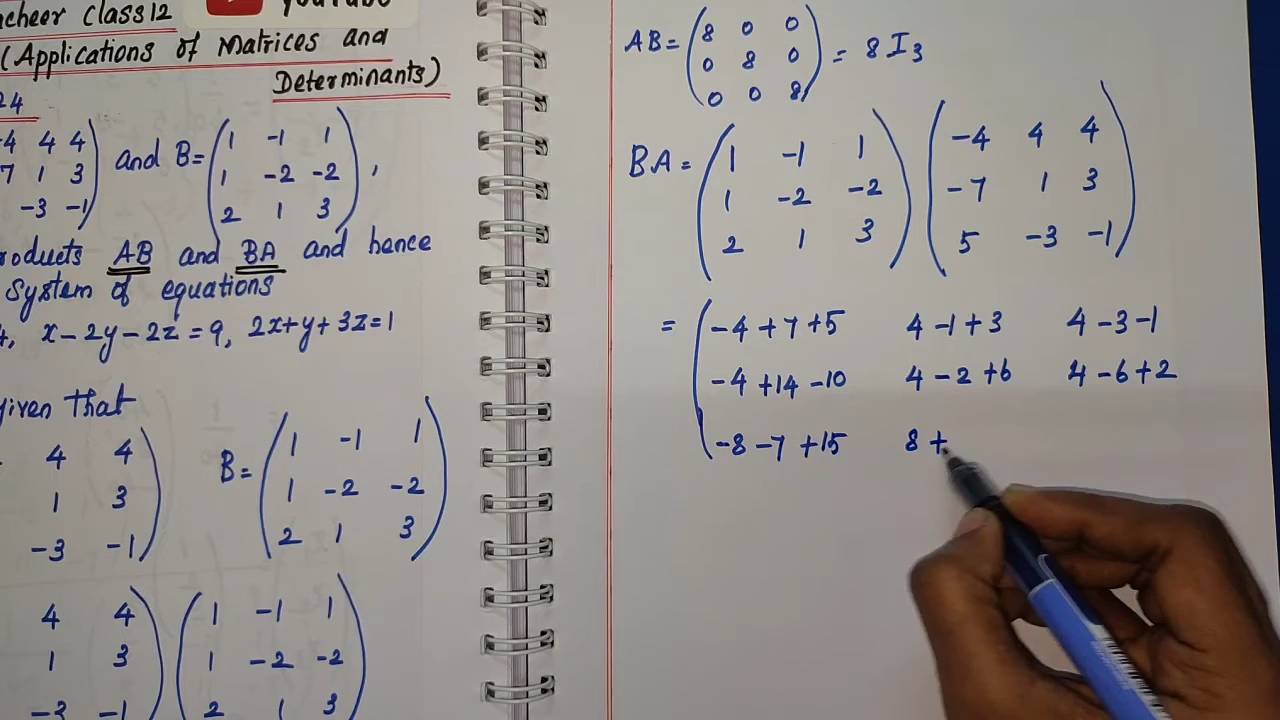 Class 12
YouTube
(Applications of Matrices and
Determinants)
24
-4 4 4
7 1 3
-3 -1
and B = ( 1 -1 1
1 -2 -2
2 1 3 ) ,
AB and BA and hence
System of equations
4, x-2y-2z=9, 2x+y+3z=1
given that
4 4
1 3
-3 -1 )
B = ( 1 -1 1
1 -2 -2
2 1 3 )
4 4
1 3
-3 -1
( 1 -1 1
1 -2 -2
2 1 3
AB = ( 8 0 0
0 8 0
0 0 8 ) = 8 I₃
BA = ( 1 -1 1
1 -2 -2
2 1 3 )
( -4 4 4
-7 1 3
5 -3 -1 )
= ( -4+7+5 4-1+3 4-3-1
-4+14-10 4-2+6 4-6+2
-8-7+15 8+